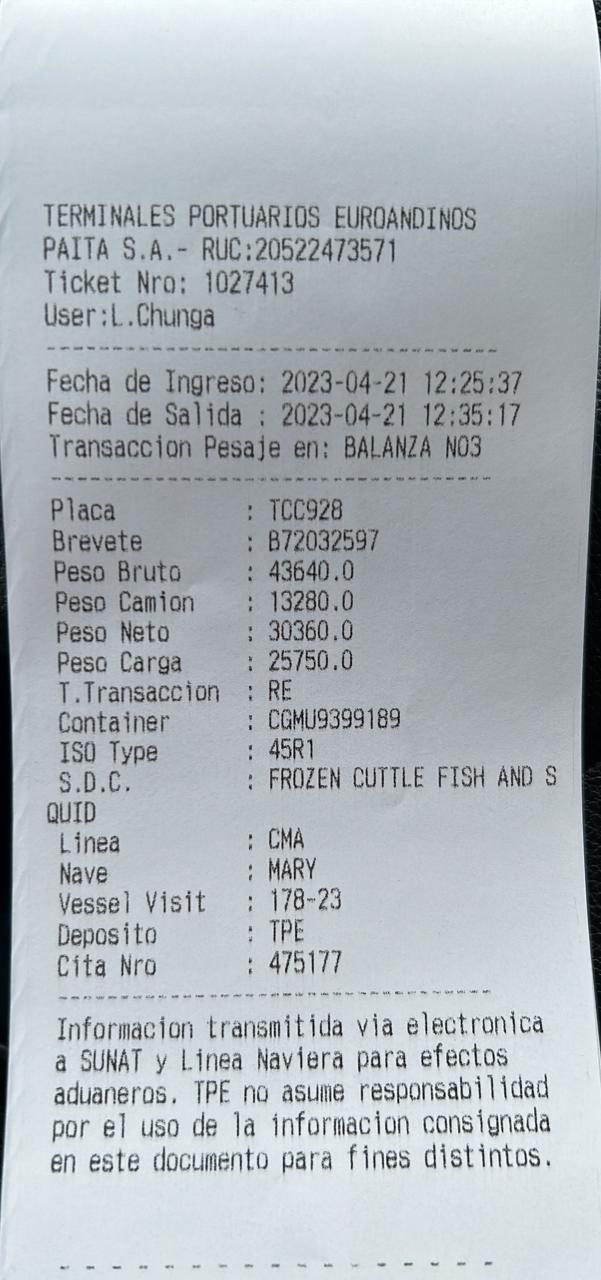 TERMINALES PORTUARIOS EUROANDINOS
PAITA S.A.- RUC:20522473571
Ticket Nro: 1027413
User:L.Chunga
Fecha de Ingreso: 2023-04-21 12:25:37
Fecha de Salida : 2023-04-21 12:35:17
Transaccion Pesaje en: BALANZA NO3
Placa : TCC928
Brevete : B72032597
Peso Bruto : 43640.0
Peso Camion : 13280.0
Peso Neto : 30360.0
Peso Carga : 25750.0
T.Transaccion : RE
Container : CGMU9399189
ISO Type : 45R1
S.D.C. : FROZEN CUTTLE FISH AND S
QUID
Linea : CMA
Nave : MARY
Vessel Visit : 178-23
Deposito : TPE
Cita Nro : 475177
Informacion transmitida via electronica
a SUNAT y Linea Naviera para efectos
aduaneros. TPE no asume responsabilidad
por el uso de la informacion consignada
en este documento para fines distintos.